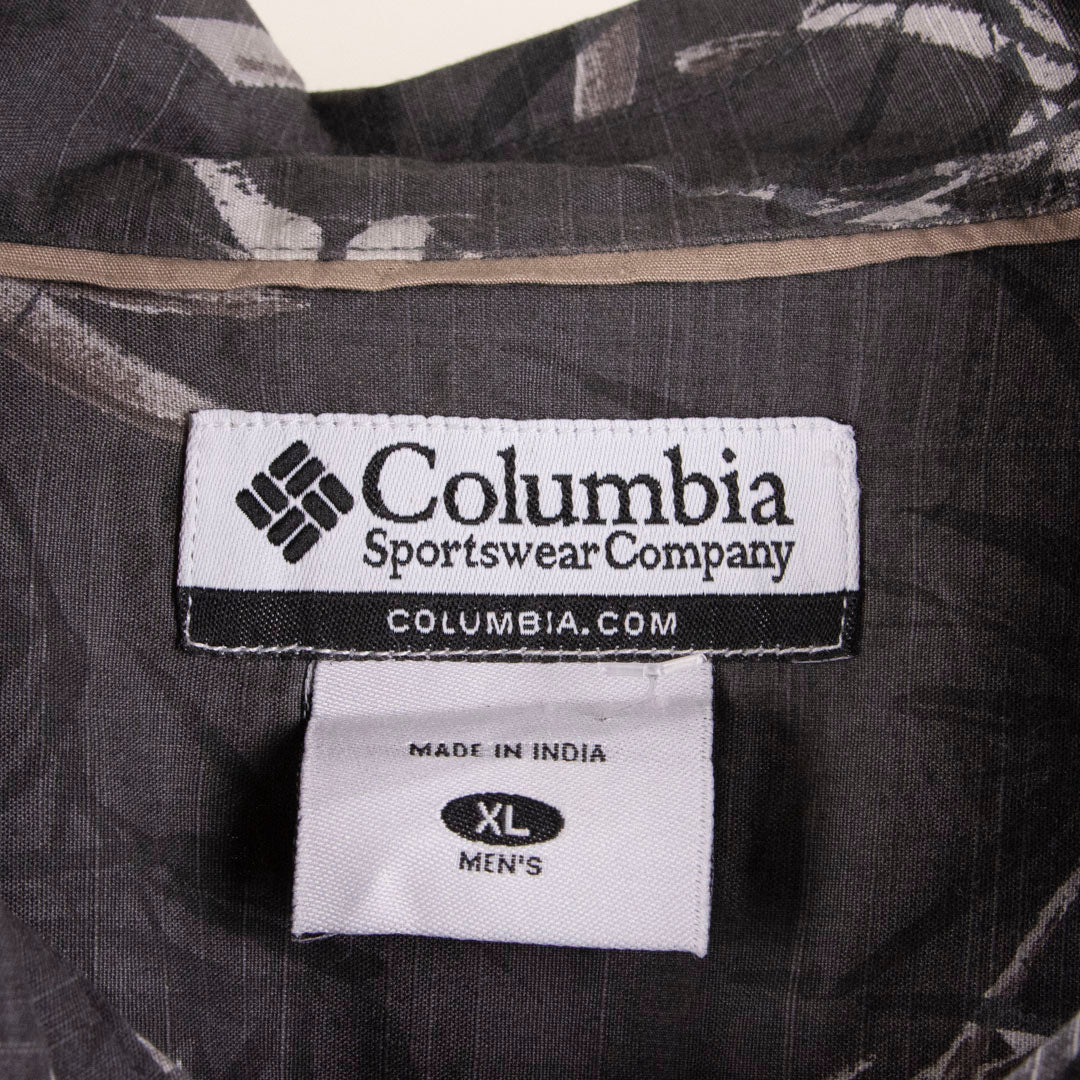 Columbia
Sportswear Company
COLUMBIA.COM
MADE IN INDIA
XL
MEN'S